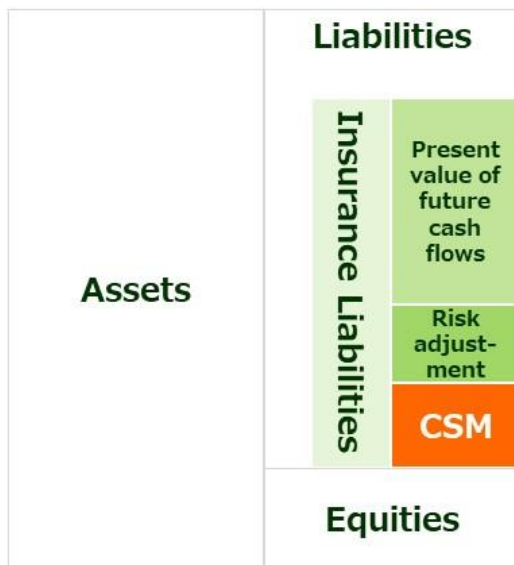 Assets
Liabilities
Insurance Liabilities
Present
value of
future
cash
flows
Risk
adjust-
ment
CSM
Equities